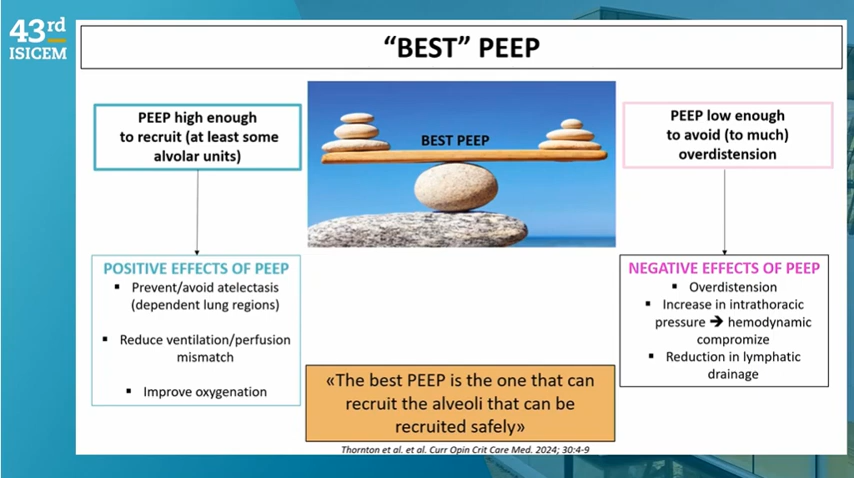 43rd
ISICEM
“BEST” PEEP
PEEP high enough
to recruit (at least some
alvolar units)
BEST PEEP
PEEP low enough
to avoid (to much)
overdistension
POSITIVE EFFECTS OF PEEP
▪ Prevent/avoid atelectasis
(dependent lung regions)
▪ Reduce ventilation/perfusion
mismatch
▪ Improve oxygenation
NEGATIVE EFFECTS OF PEEP
▪ Overdistension
▪ Increase in intrathoracic
pressure ➔ hemodynamic
compromize
▪ Reduction in lymphatic
drainage
«The best PEEP is the one that can
recruit the alveoli that can be
recruited safely»
Thornton et al. et al. Curr Opin Crit Care Med. 2024; 30:4-9